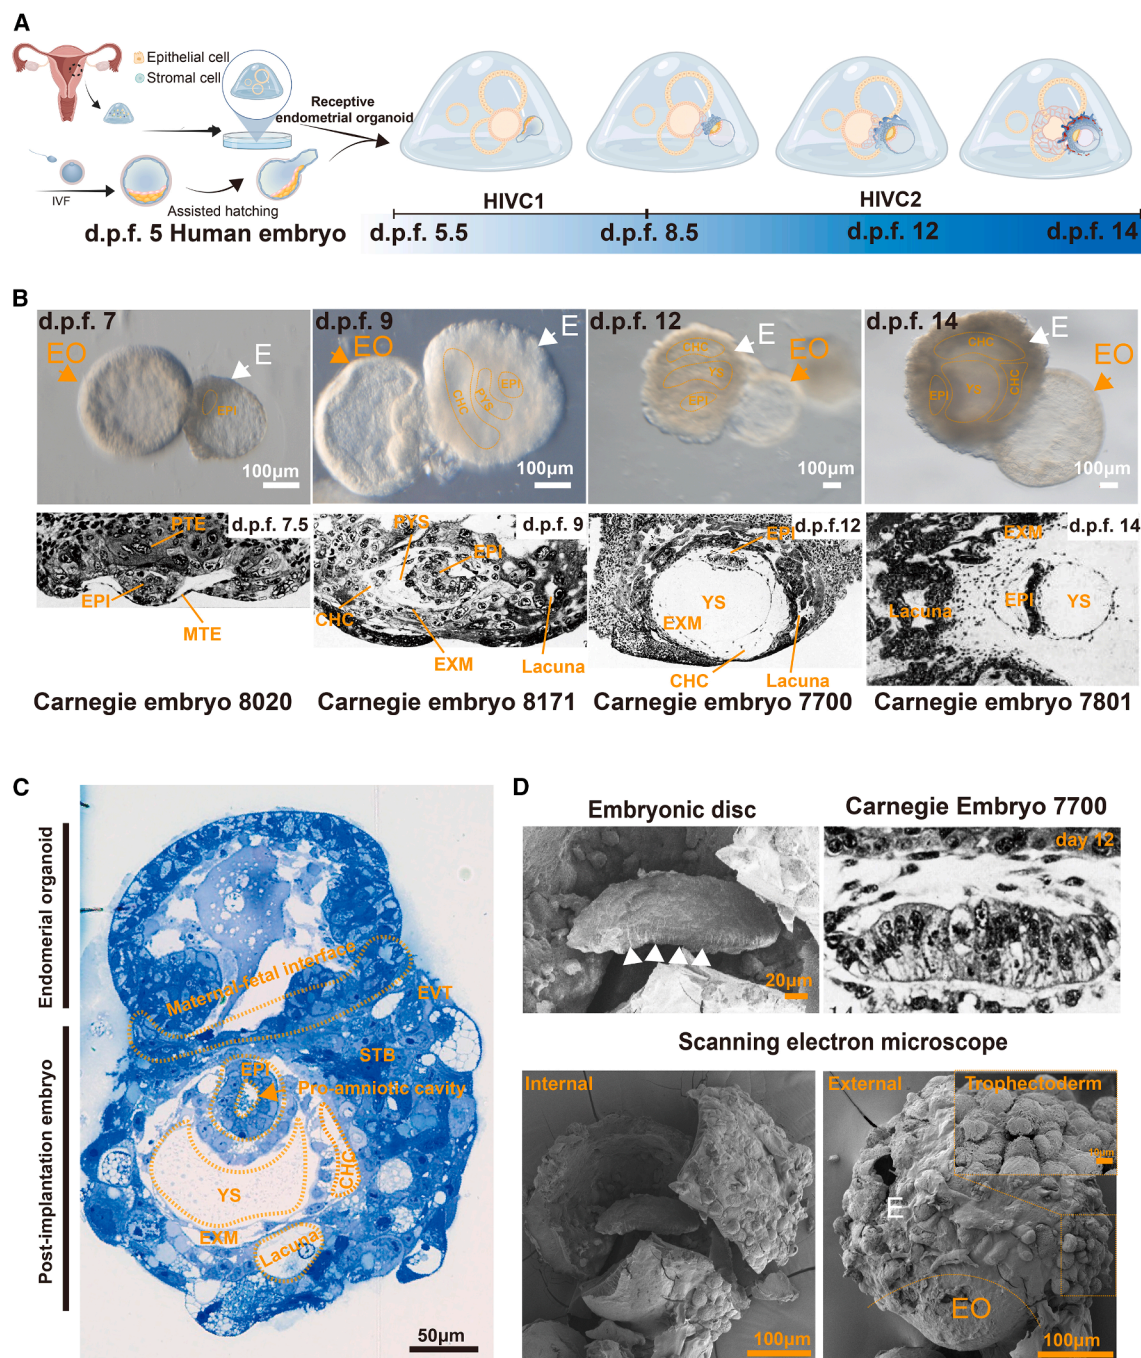 A
Epithelial cell
Stromal cell
Receptive
endometrial organoid
IVF
Assisted hatching
d.p.f. 5 Human embryo
HIVC1
HIVC2
d.p.f. 5.5
d.p.f. 8.5
d.p.f. 12
d.p.f. 14
B
d.p.f. 7
EO
E
EPI
100μm
d.p.f. 9
EO
E
CHC
PYS
EPI
100μm
d.p.f. 12
E
EO
CHC
YS
EPI
100μm
d.p.f. 14
E
EO
CHC
EPI
YS
CHC
100μm
d.p.f. 7.5
PTE
EPI
MTE
d.p.f. 9
PYS
EPI
CHC
EXM
Lacuna
d.p.f.12
EPI
YS
EXM
CHC
Lacuna
d.p.f. 14
EXM
Lacuna
EPI
YS
Carnegie embryo 8020
Carnegie embryo 8171
Carnegie embryo 7700
Carnegie embryo 7801
C
Endomerial organoid
Post-implantation embryo
Maternal-fetal interface
EVT
STB
EPI
Pro-amniotic cavity
CHC
YS
EXM
Lacuna
50μm
D
Embryonic disc
20μm
Carnegie Embryo 7700
day 12
Scanning electron microscope
Internal
100μm
External
Trophectoderm
10μm
E
EO
100μm